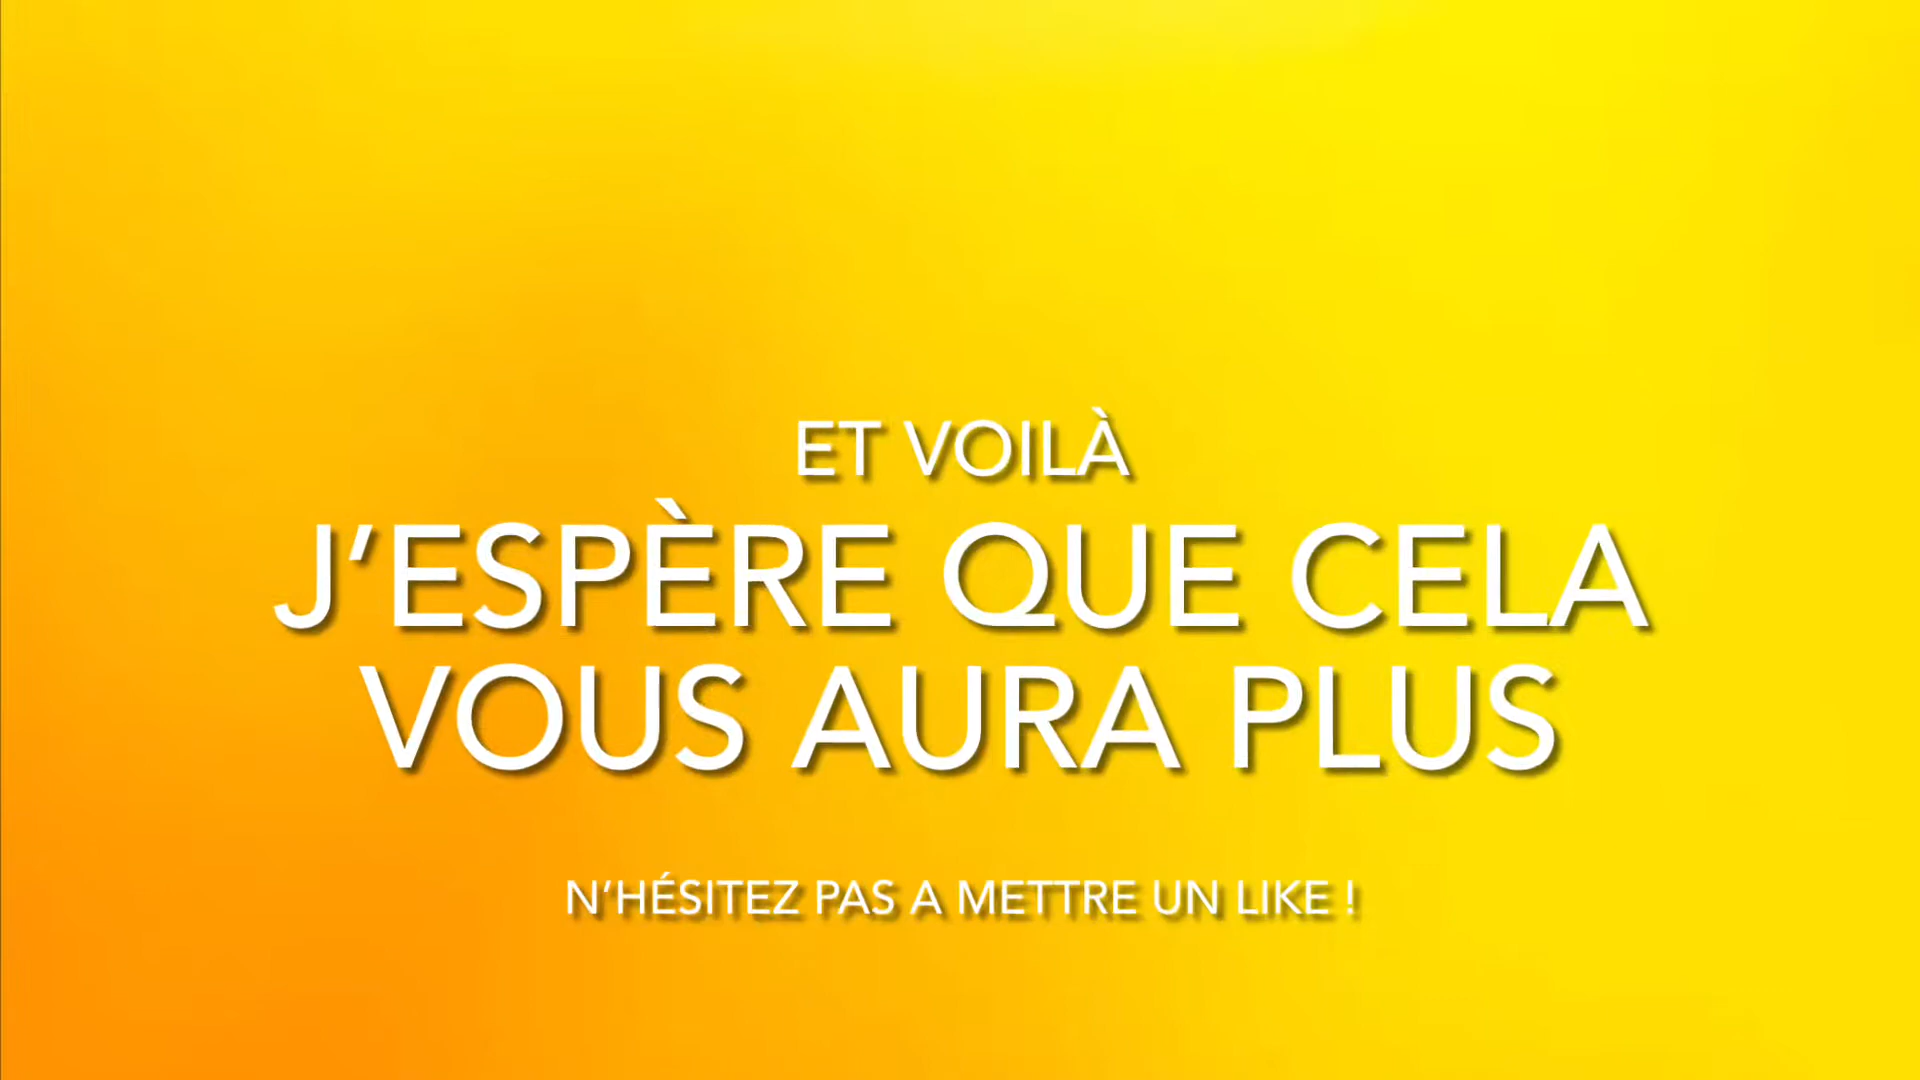 ET VOILÀ
J’ESPÈRE QUE CELA
VOUS AURA PLUS
N’HÉSITEZ PAS A METTRE UN LIKE !